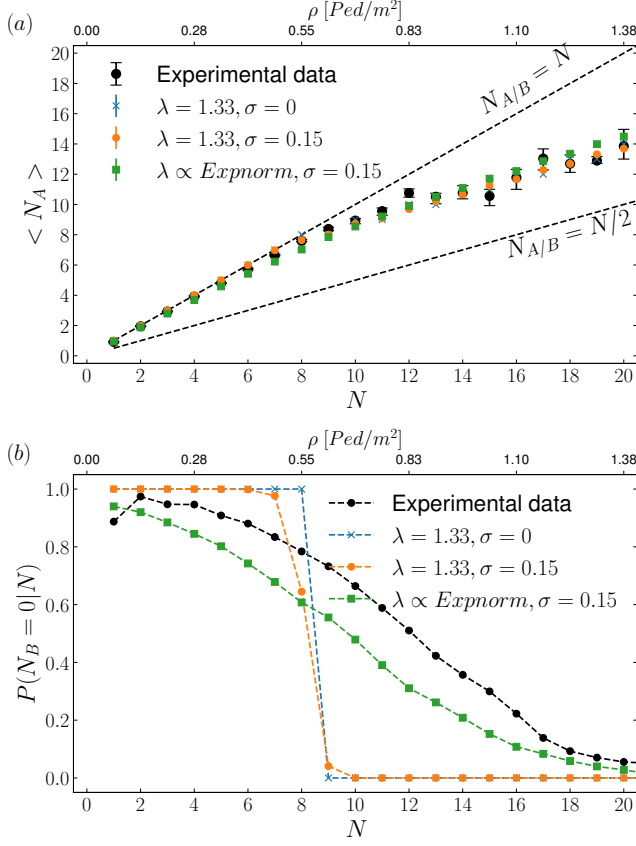 (a)
ρ [Ped/m²]
0.00 0.28 0.55 0.83 1.10 1.38
20
18
16
14
12
10
8
6
4
2
0
< N_A >
Experimental data
λ = 1.33, σ = 0
λ = 1.33, σ = 0.15
λ ∝ Expnorm, σ = 0.15
N_{A/B} = N
N_{A/B} = N/2
0 2 4 6 8 10 12 14 16 18 20
N
(b)
ρ [Ped/m²]
0.00 0.28 0.55 0.83 1.10 1.38
1.0
0.8
0.6
0.4
0.2
0.0
P(N_B = 0|N)
Experimental data
λ = 1.33, σ = 0
λ = 1.33, σ = 0.15
λ ∝ Expnorm, σ = 0.15
0 2 4 6 8 10 12 14 16 18 20
N